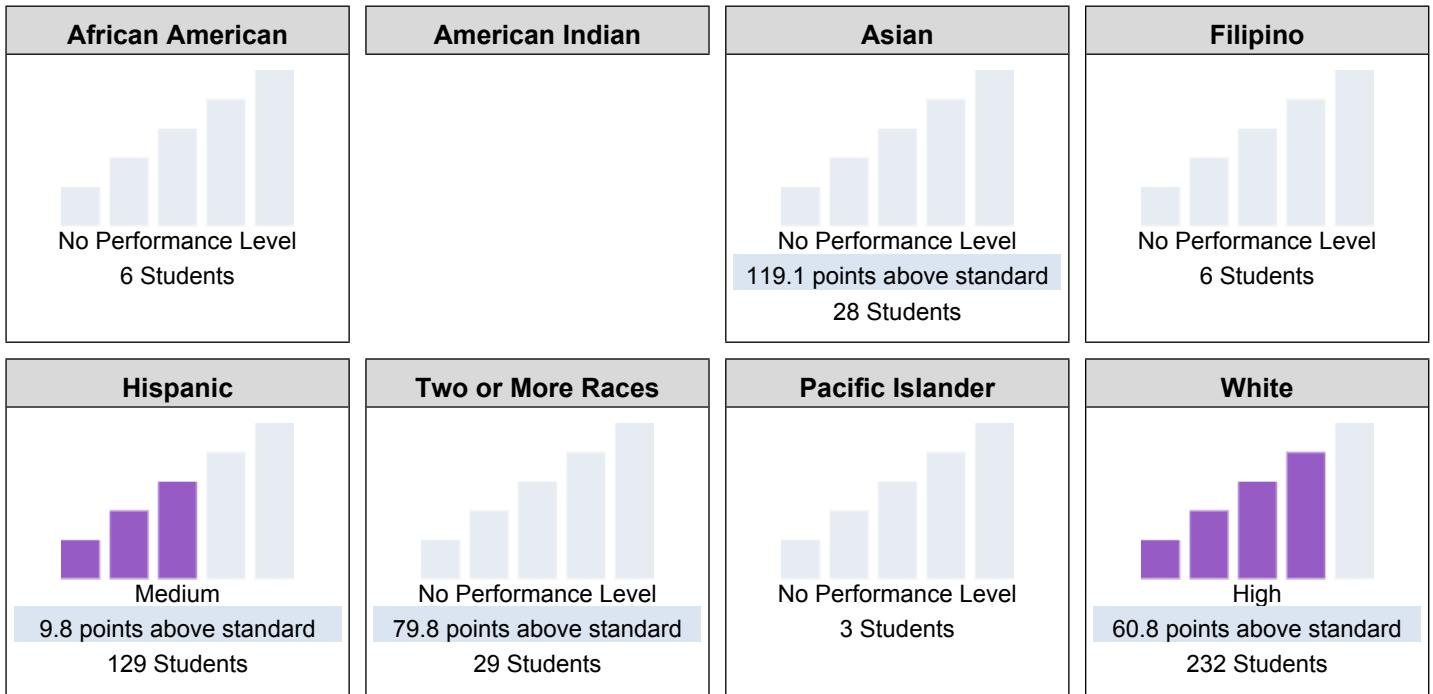 African American
No Performance Level
6 Students
American Indian
Asian
No Performance Level
119.1 points above standard
28 Students
Filipino
No Performance Level
6 Students
Hispanic
Medium
9.8 points above standard
129 Students
Two or More Races
No Performance Level
79.8 points above standard
29 Students
Pacific Islander
No Performance Level
3 Students
White
High
60.8 points above standard
232 Students